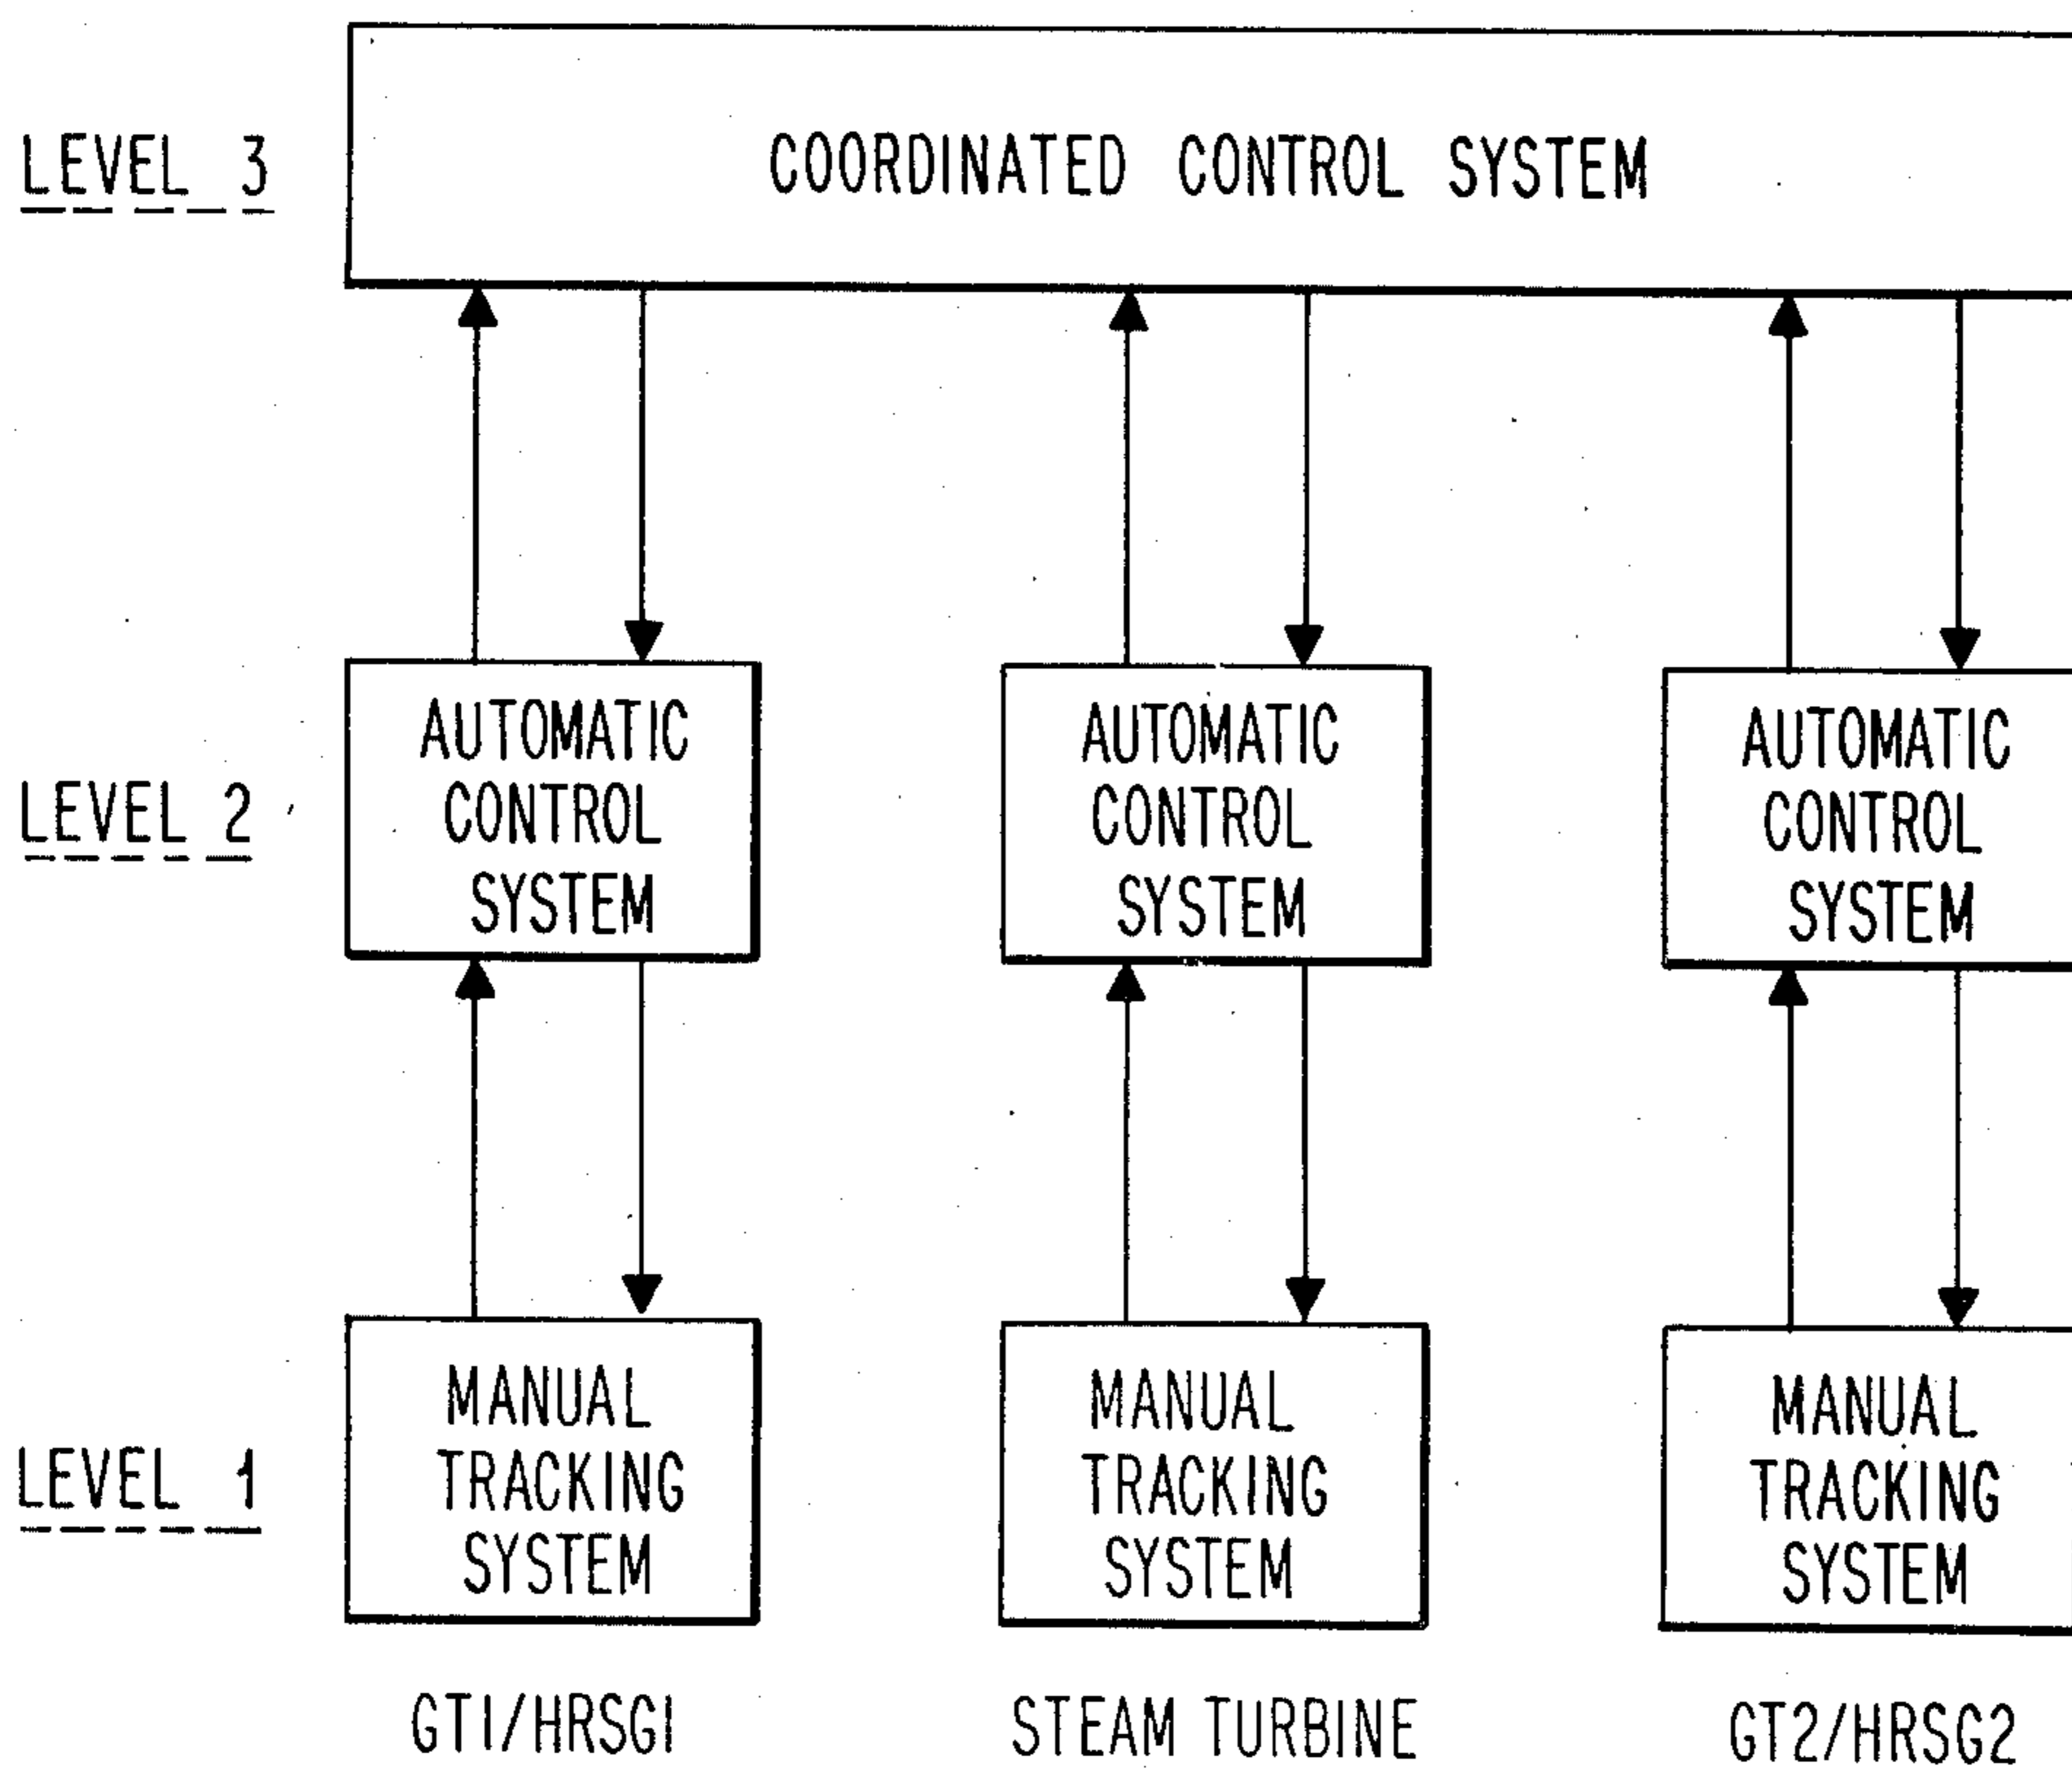 LEVEL 3
COORDINATED CONTROL SYSTEM
LEVEL 2
AUTOMATIC
CONTROL
SYSTEM
AUTOMATIC
CONTROL
SYSTEM
AUTOMATIC
CONTROL
SYSTEM
LEVEL 1
MANUAL
TRACKING
SYSTEM
MANUAL
TRACKING
SYSTEM
MANUAL
TRACKING
SYSTEM
GT1/HRSG1
STEAM TURBINE
GT2/HRSG2